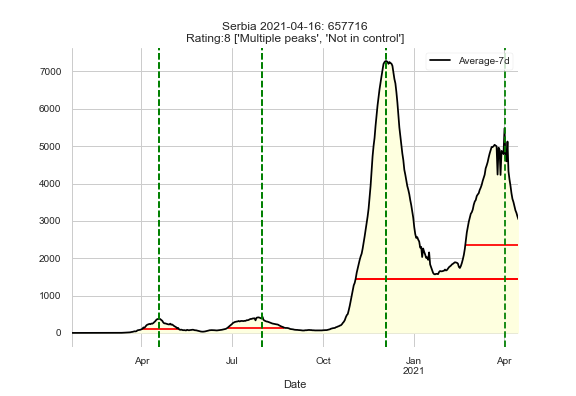 Serbia 2021-04-16: 657716
Rating:8 ['Multiple peaks', 'Not in control']
Average-7d
7000
6000
5000
4000
3000
2000
1000
0
Apr
Jul
Oct
Jan
2021
Apr
Date